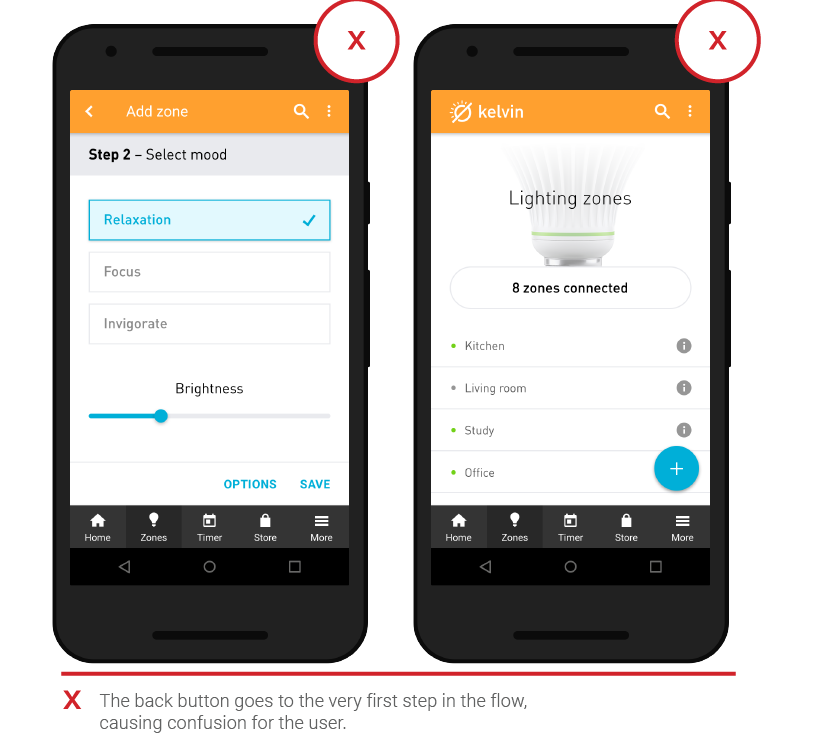 X
Add zone
Step 2 – Select mood
Relaxation
Focus
Invigorate
Brightness
OPTIONS SAVE
Home Zones Timer Store More
X
kelvin
Lighting zones
8 zones connected
Kitchen
Living room
Study
Office
Home Zones Timer Store More
X The back button goes to the very first step in the flow,
causing confusion for the user.